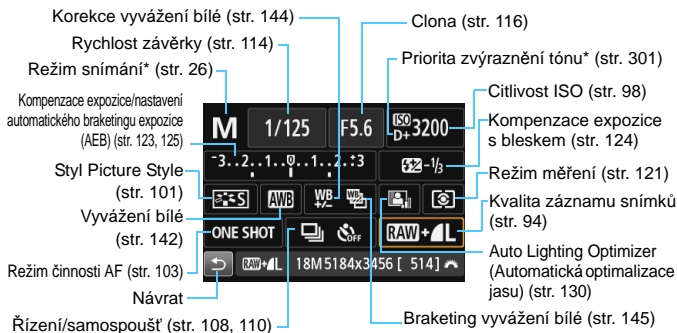 Korekce vyvážení bílé (str. 144)
Rychlost závěrky (str. 114)
Režim snímání* (str. 26)
Kompenzace expozice/nastavení
automatického braketingu expozice
(AEB) (str. 123, 125)
Styl Picture Style
(str. 101)
Vyvážení bílé
(str. 142)
Režim činnosti AF (str. 103)
Návrat
Řízení/samospoušť (str. 108, 110)
Clona (str. 116)
Priorita zvýraznění tónu* (str. 301)
Citlivost ISO (str. 98)
Kompenzace expozice
s bleskem (str. 124)
Režim měření (str. 121)
Kvalita záznamu snímků
(str. 94)
Auto Lighting Optimizer
(Automatická optimalizace
jasu) (str. 130)
Braketing vyvážení bílé (str. 145)
M 1/125 F5.6 ISO D+ 3200
-3..2..1..0..1..2.:3 -1/3
S AWB WB +/- WB
ONE SHOT OFF RAW+L
RAW+L 18M 5184x3456 [ 514]